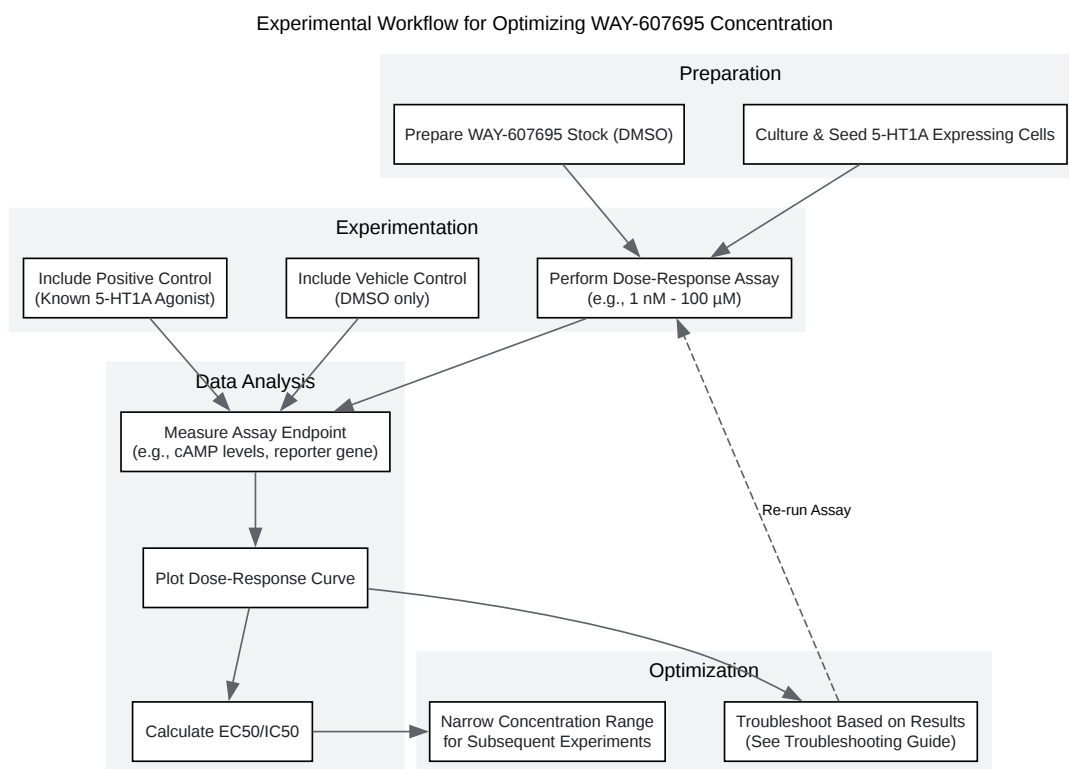 Experimental Workflow for Optimizing WAY-607695 Concentration
Preparation
Prepare WAY-607695 Stock (DMSO)
Culture & Seed 5-HT1A Expressing Cells
Experimentation
Include Positive Control
(Known 5-HT1A Agonist)
Include Vehicle Control
(DMSO only)
Perform Dose-Response Assay
(e.g., 1 nM - 100 µM)
Data Analysis
Measure Assay Endpoint
(e.g., cAMP levels, reporter gene)
Re-run Assay
Plot Dose-Response Curve
Optimization
Calculate EC50/IC50
Narrow Concentration Range
for Subsequent Experiments
Troubleshoot Based on Results
(See Troubleshooting Guide)